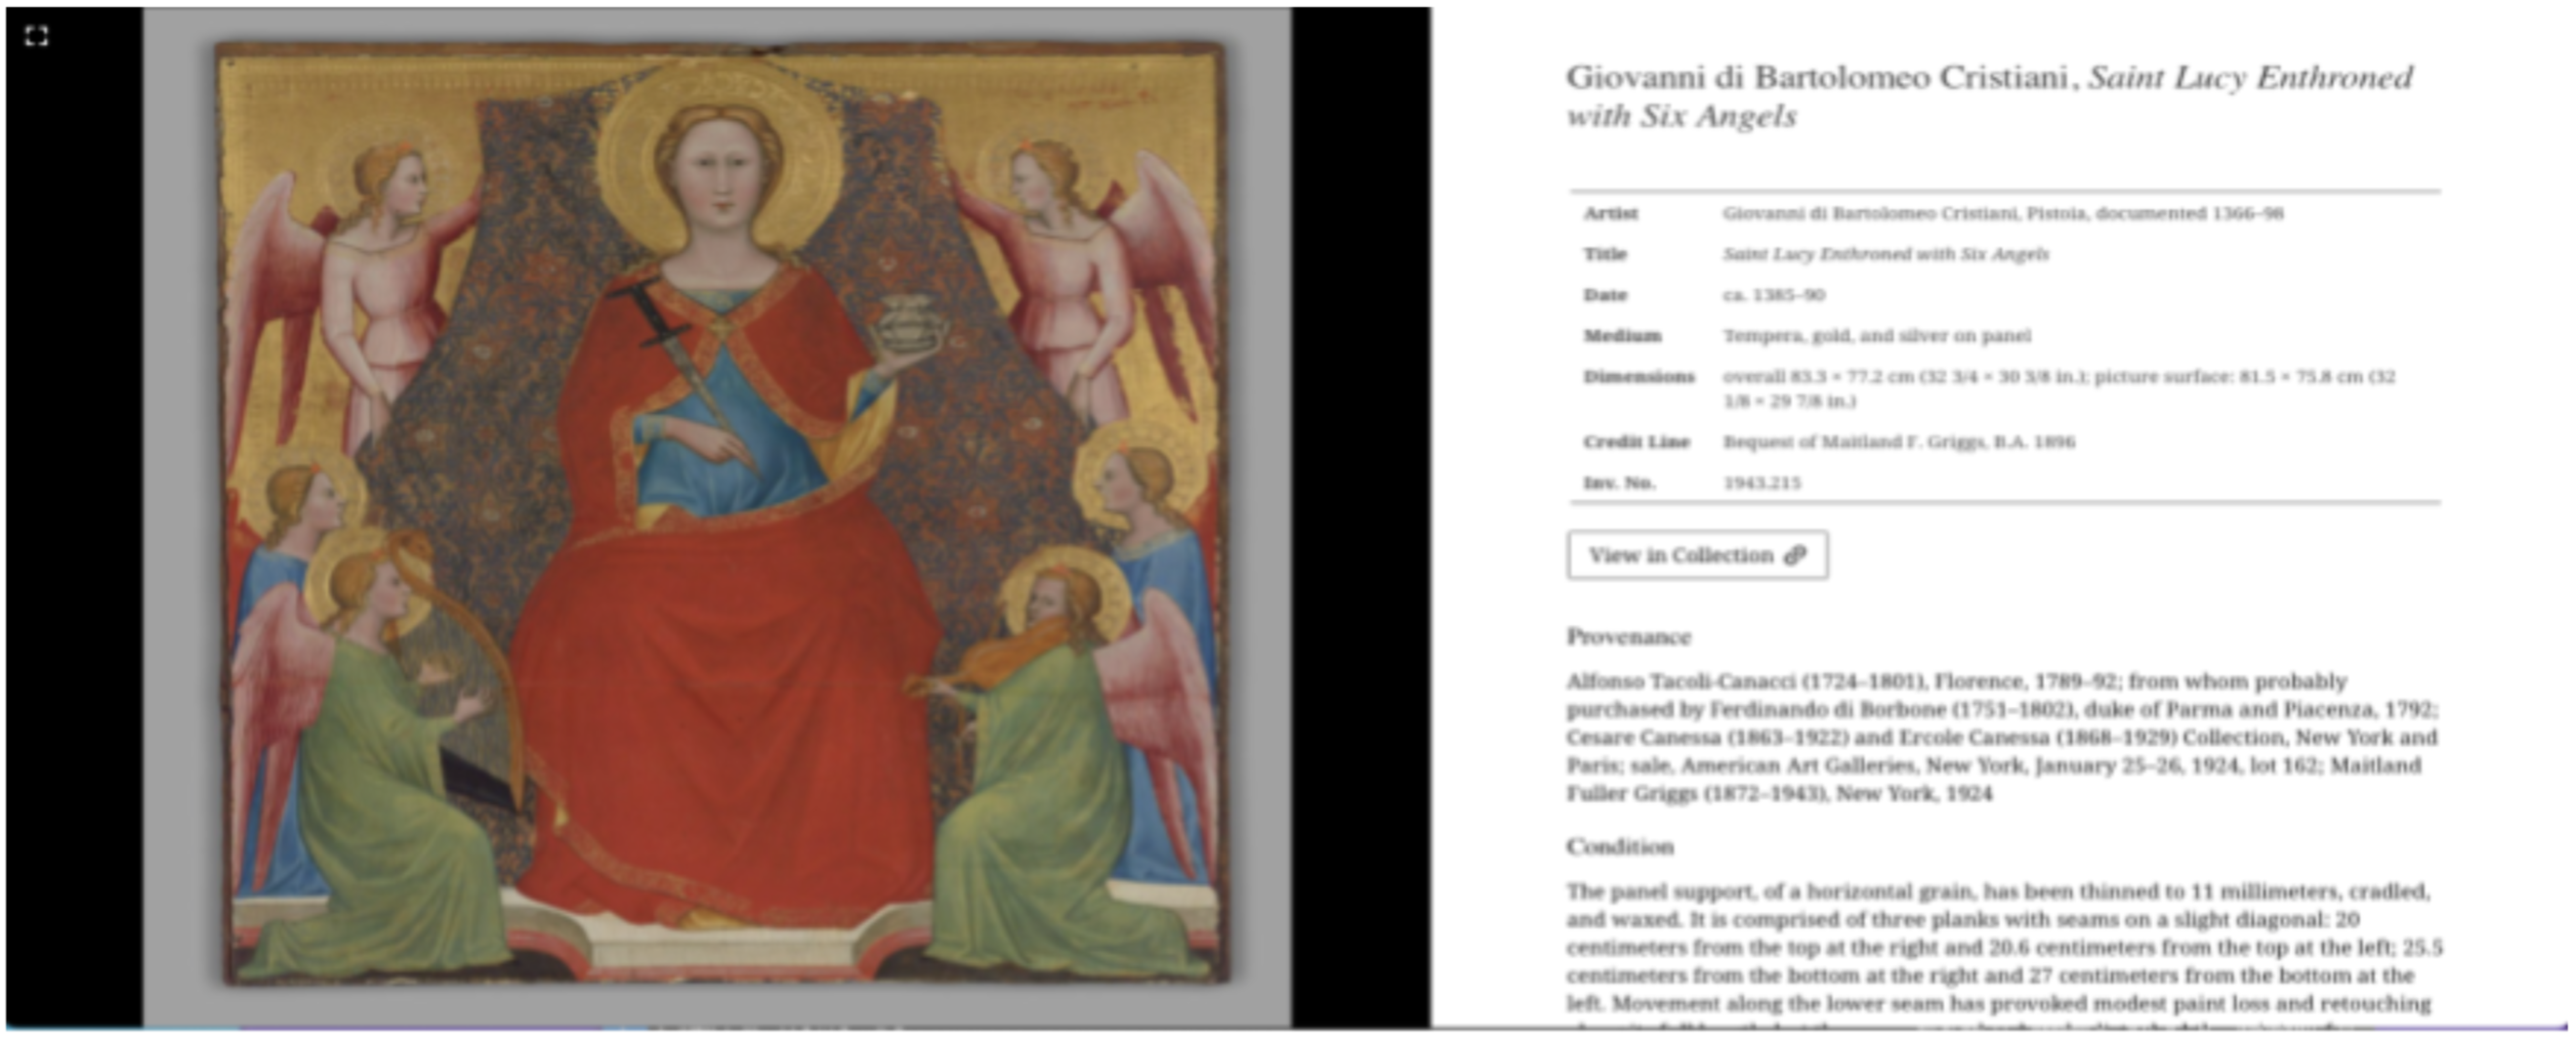 Giovanni di Bartolomeo Cristiani, Saint Lucy Enthroned
with Six Angels
Artist Giovanni di Bartolomeo Cristiani, Pistoia, documented 1366–98
Title Saint Lucy Enthroned with Six Angels
Date ca. 1385–90
Medium Tempera, gold, and silver on panel
Dimensions overall 83.3 × 77.2 cm (32 3/4 × 30 3/8 in.); picture surface: 81.5 × 75.8 cm (32
1/8 × 29 7/8 in.)
Credit Line Bequest of Maitland F. Griggs, B.A. 1896
Inv. No. 1943.215
View in Collection
Provenance
Alfonso Tacoli-Canacci (1724–1801), Florence, 1789–92; from whom probably
purchased by Ferdinando di Borbone (1751–1802), duke of Parma and Piacenza, 1792;
Cesare Canessa (1863–1922) and Ercole Canessa (1868–1929) Collection, New York and
Paris; sale, American Art Galleries, New York, January 25–26, 1924, lot 162; Maitland
Fuller Griggs (1872–1943), New York, 1924
Condition
The panel support, of a horizontal grain, has been thinned to 11 millimeters, cradled,
and waxed. It is comprised of three planks with seams on a slight diagonal: 20
centimeters from the top at the right and 20.6 centimeters from the top at the left; 25.5
centimeters from the bottom at the right and 27 centimeters from the bottom at the
left. Movement along the lower seam has provoked modest paint loss and retouching